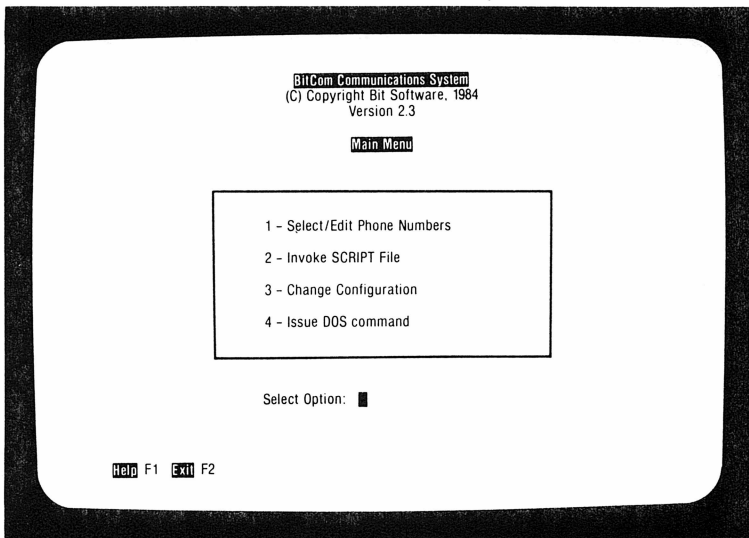 BitCom Communications System
(C) Copyright Bit Software, 1984
Version 2.3
Main Menu
1 - Select/Edit Phone Numbers
2 - Invoke SCRIPT File
3 - Change Configuration
4 - Issue DOS command
Select Option:
Help F1 Exit F2